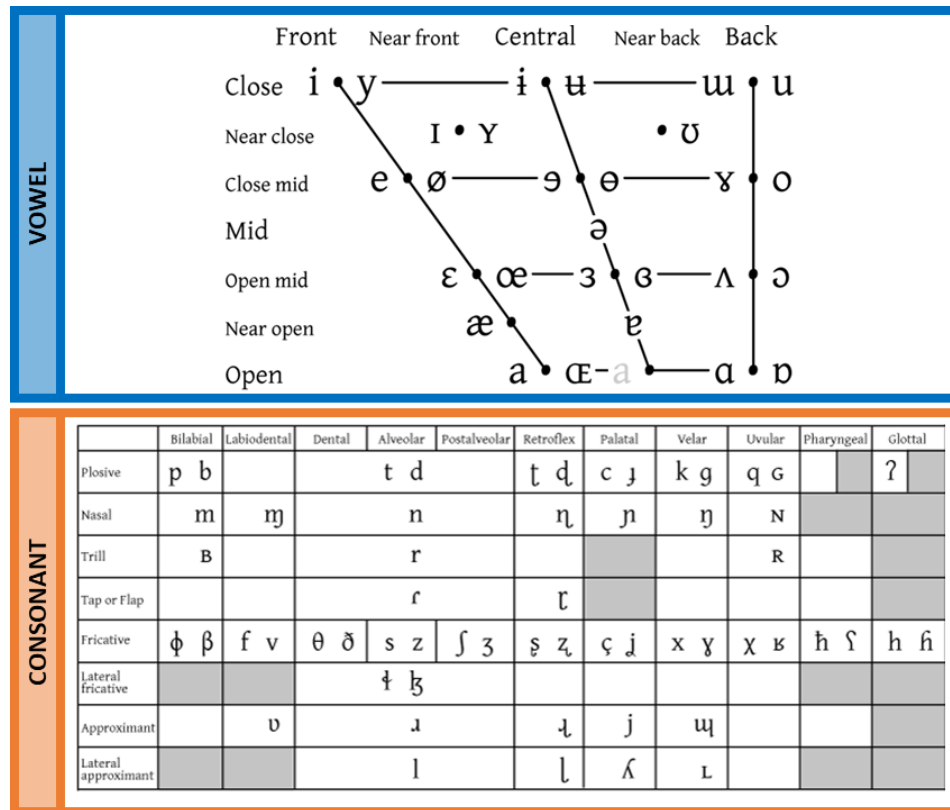 VOWEL
Front Near front Central Near back Back
Close i y ɨ ʉ ɯ u
Near close ɪ ʏ ʊ
Close mid e ø ɘ ɵ ɤ o
Mid ə
Open mid ɛ œ ɜ ɞ ʌ ɔ
Near open æ ɐ
Open a ɶ a ɑ ɒ
CONSONANT
Bilabial Labiodental Dental Alveolar Postalveolar Retroflex Palatal Velar Uvular Pharyngeal Glottal
Plosive p b t d ʈ ɖ c ɟ k ɡ q ɢ ʔ
Nasal m ɱ n ɳ ɲ ŋ ɴ
Trill ʙ r ʀ
Tap or Flap ɾ ɽ
Fricative ɸ β f v θ ð s z ʃ ʒ ʂ ʐ ç ʝ x ɣ χ ʁ ħ ʕ h ɦ
Lateral
fricative ɬ ɮ
Approximant ʋ ɹ ɻ j ɰ
Lateral
approximant l ɭ ʎ ʟ